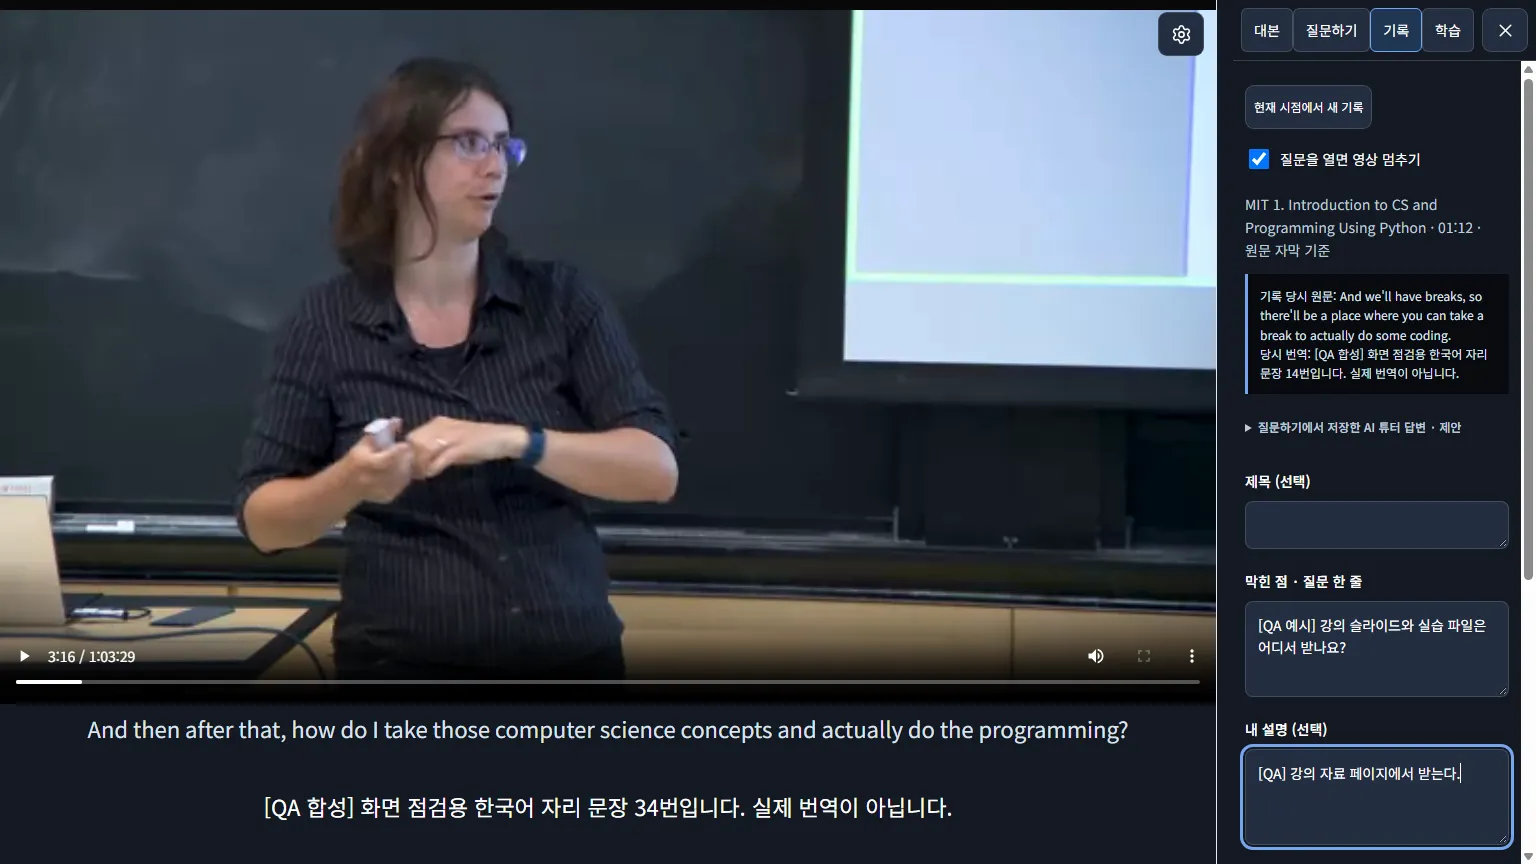 대본
질문하기
기록
학습
현재 시점에서 새 기록
질문을 열면 영상 멈추기
MIT 1. Introduction to CS and
Programming Using Python · 01:12 ·
원문 자막 기준
기록 당시 원문: And we'll have breaks, so
there'll be a place where you can take a
break to actually do some coding.
당시 번역: [QA 합성] 화면 점검용 한국어 자리
문장 14번입니다. 실제 번역이 아닙니다.
질문하기에서 저장한 AI 튜터 답변 · 제안
제목 (선택)
막힌 점 · 질문 한 줄
[QA 예시] 강의 슬라이드와 실습 파일은
어디서 받나요?
내 설명 (선택)
[QA] 강의 자료 페이지에서 받는다.
3:16 / 1:03:29
And then after that, how do I take those computer science concepts and actually do the programming?
[QA 합성] 화면 점검용 한국어 자리 문장 34번입니다. 실제 번역이 아닙니다.